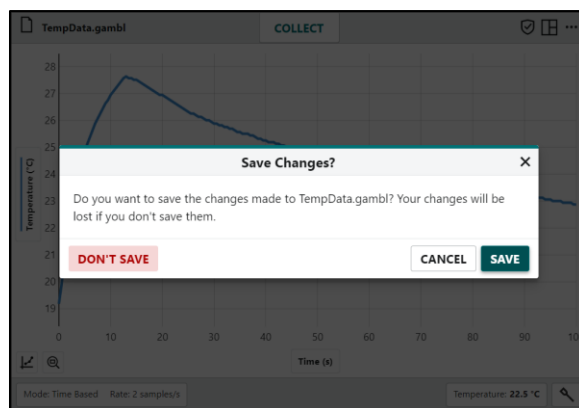 TempData.gambl
COLLECT
28
27
26
25
24
23
22
21
20
19
Temperature (°C)
Save Changes?
Do you want to save the changes made to TempData.gambl? Your changes will
lost if you don't save them.
DON'T SAVE
CANCEL
SAVE
0 10 20 30 40 50 60 70 80 90 10
Time (s)
Mode: Time Based Rate: 2 samples/s
Temperature: 22.5 °C